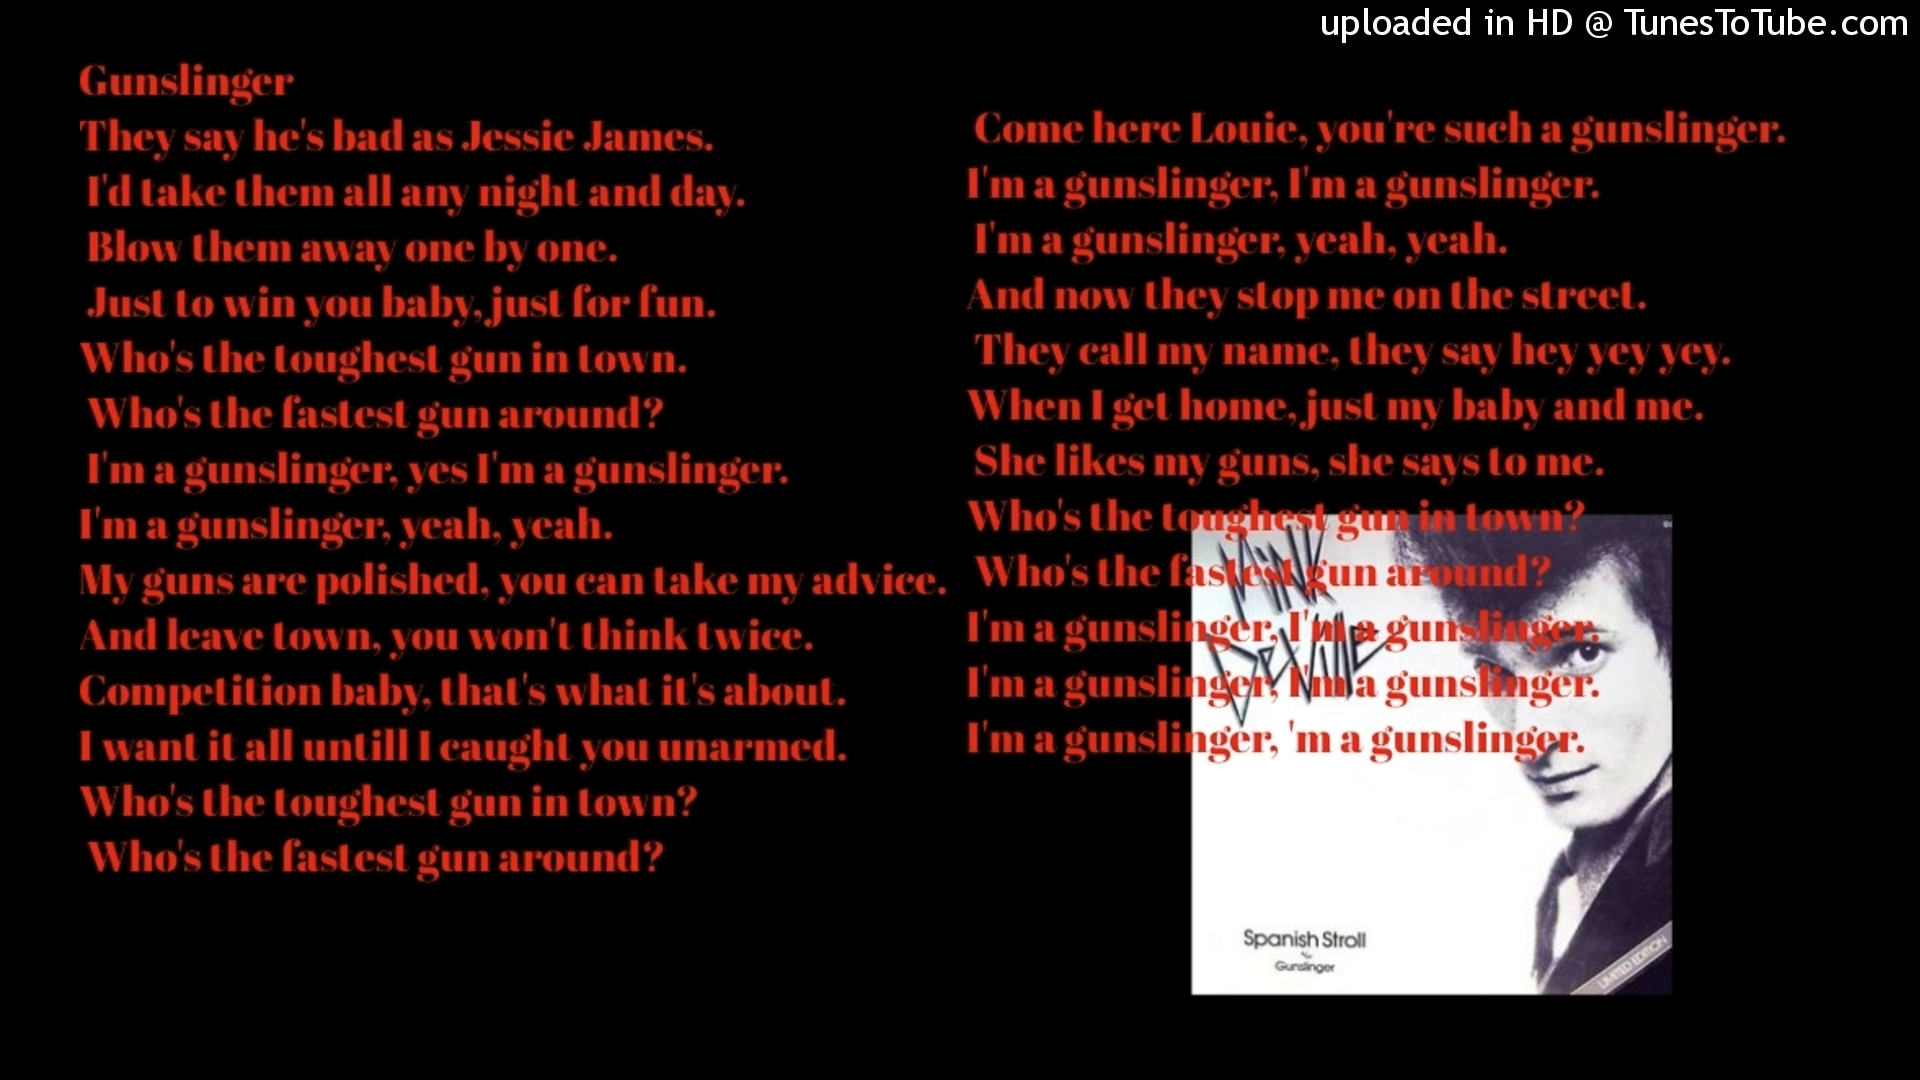 uploaded in HD @ TunesToTube.com
Gunslinger
They say he's bad as Jessie James.
I'd take them all any night and day.
Blow them away one by one.
Just to win you baby, just for fun.
Who's the toughest gun in town.
Who's the fastest gun around?
I'm a gunslinger, yes I'm a gunslinger.
I'm a gunslinger, yeah, yeah.
My guns are polished, you can take my advice.
And leave town, you won't think twice.
Competition baby, that's what it's about.
I want it all untill I caught you unarmed.
Who's the toughest gun in town?
Who's the fastest gun around?
Come here Louie, you're such a gunslinger.
I'm a gunslinger, I'm a gunslinger.
I'm a gunslinger, yeah, yeah.
And now they stop me on the street.
They call my name, they say hey yey yey.
When I get home, just my baby and me.
She likes my guns, she says to me.
Who's the toughest gun in town?
Who's the fastest gun around?
I'm a gunslinger, I'm a gunslinger.
I'm a gunslinger, I'm a gunslinger.
I'm a gunslinger, 'm a gunslinger.
Mink
DeVille
Spanish Stroll
Gunslinger
LIMITED EDITION